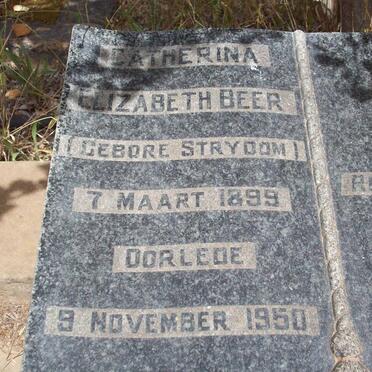 CATHERINA
ELIZABETH BEER
(GEBORE STRYDOM)
7 MAART 1899
OORLEDE
9 NOVEMBER 1950